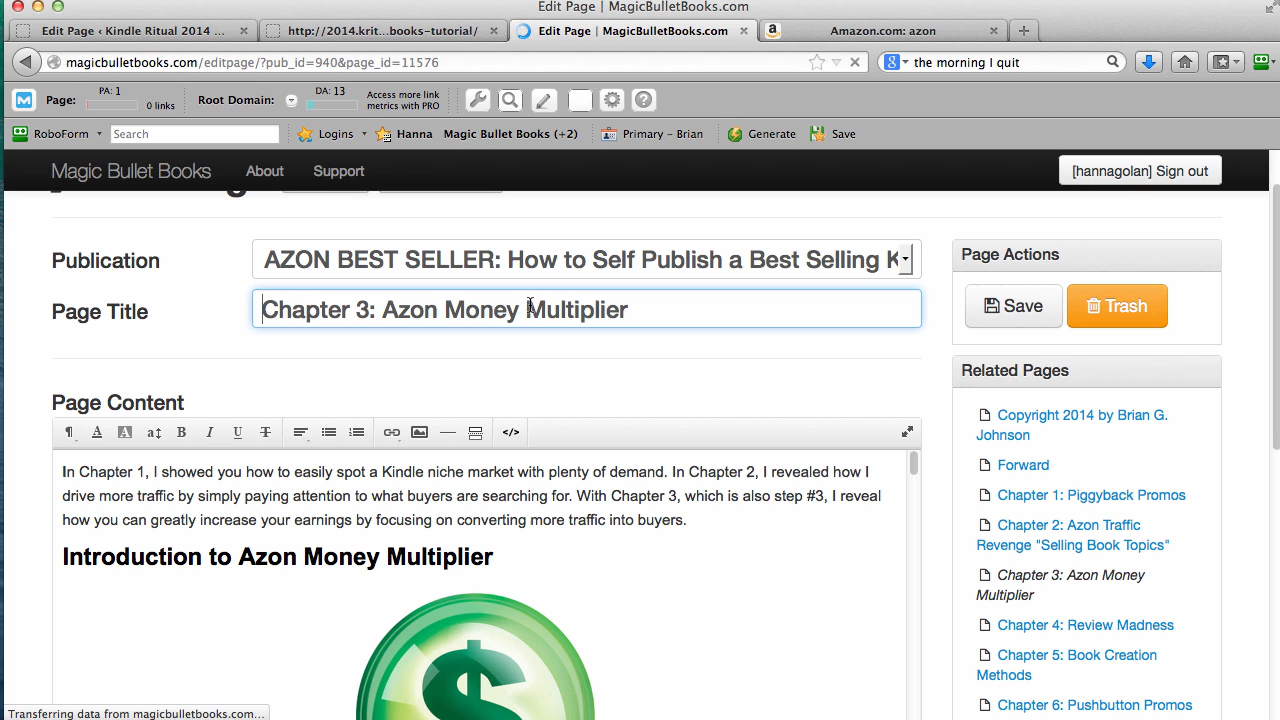 Edit Page | MagicBulletBooks.com
Edit Page ‹ Kindle Ritual 2014 ...
http://2014.krit...books-tutorial/
Edit Page | MagicBulletBooks.com
Amazon.com: azon
magicbulletbooks.com/editpage/?pub_id=940&page_id=11576
the morning I quit
Page:
PA: 1
0 links
Root Domain:
DA: 13
Access more link
metrics with PRO
RoboForm
Search
Logins
Hanna
Magic Bullet Books (+2)
Primary - Brian
Generate
Save
Magic Bullet Books
About
Support
[hannagolan] Sign out
Publication
AZON BEST SELLER: How to Self Publish a Best Selling K
Page Title
Chapter 3: Azon Money Multiplier
Page Content
In Chapter 1, I showed you how to easily spot a Kindle niche market with plenty of demand. In Chapter 2, I revealed how I
drive more traffic by simply paying attention to what buyers are searching for. With Chapter 3, which is also step #3, I reveal
how you can greatly increase your earnings by focusing on converting more traffic into buyers.
Introduction to Azon Money Multiplier
Page Actions
Save
Trash
Related Pages
Copyright 2014 by Brian G.
Johnson
Forward
Chapter 1: Piggyback Promos
Chapter 2: Azon Traffic
Revenge "Selling Book Topics"
Chapter 3: Azon Money
Multiplier
Chapter 4: Review Madness
Chapter 5: Book Creation
Methods
Chapter 6: Pushbutton Promos
Transferring data from magicbulletbooks.com...